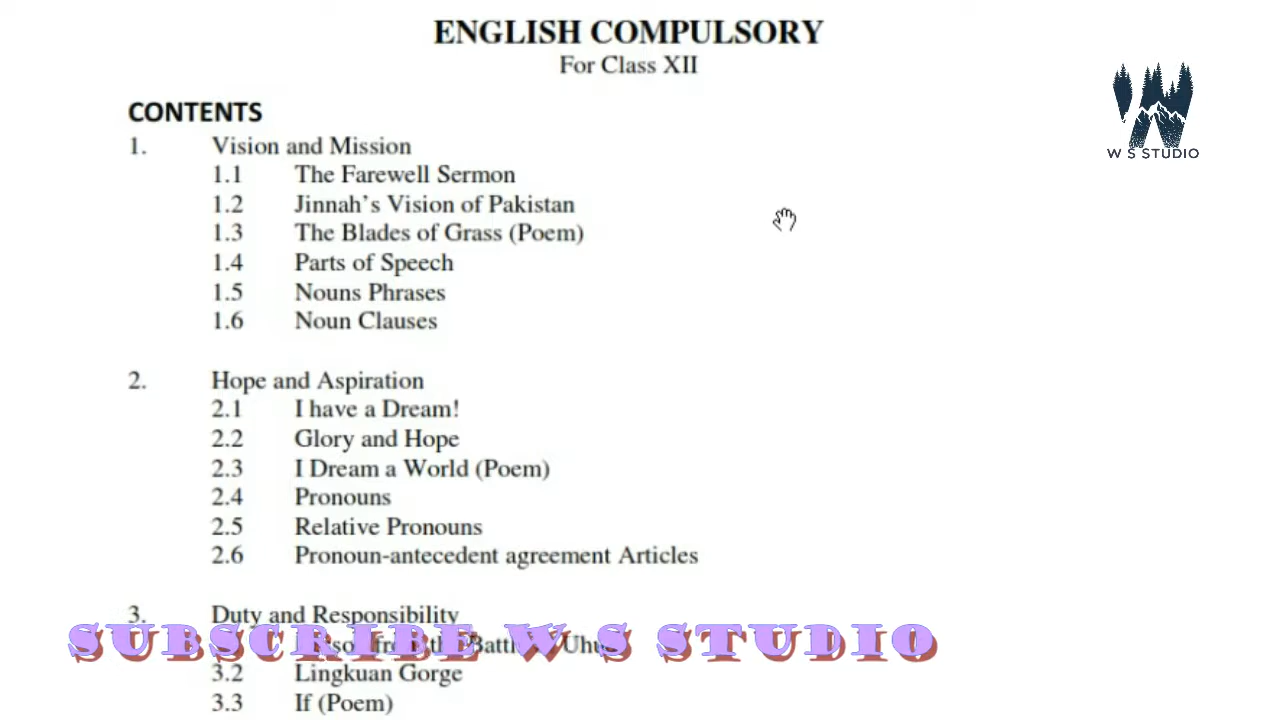 ENGLISH COMPULSORY
For Class XII
W S STUDIO
CONTENTS
1. Vision and Mission
1.1 The Farewell Sermon
1.2 Jinnah's Vision of Pakistan
1.3 The Blades of Grass (Poem)
1.4 Parts of Speech
1.5 Nouns Phrases
1.6 Noun Clauses
2. Hope and Aspiration
2.1 I have a Dream!
2.2 Glory and Hope
2.3 I Dream a World (Poem)
2.4 Pronouns
2.5 Relative Pronouns
2.6 Pronoun-antecedent agreement Articles
3. Duty and Responsibility
SUBSCRIBE W S STUDIO
3.2 Lingkuan Gorge
3.3 If (Poem)